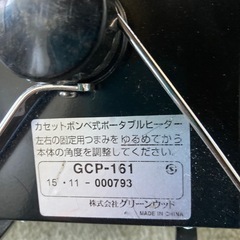 カセットボンベ式ポータブルヒーター
左右の固定用つまみをゆるめてから
本体の角度を調整してください。
GCP-161
15・11-000793
株式会社グリーンウッド
MADE IN CHINA